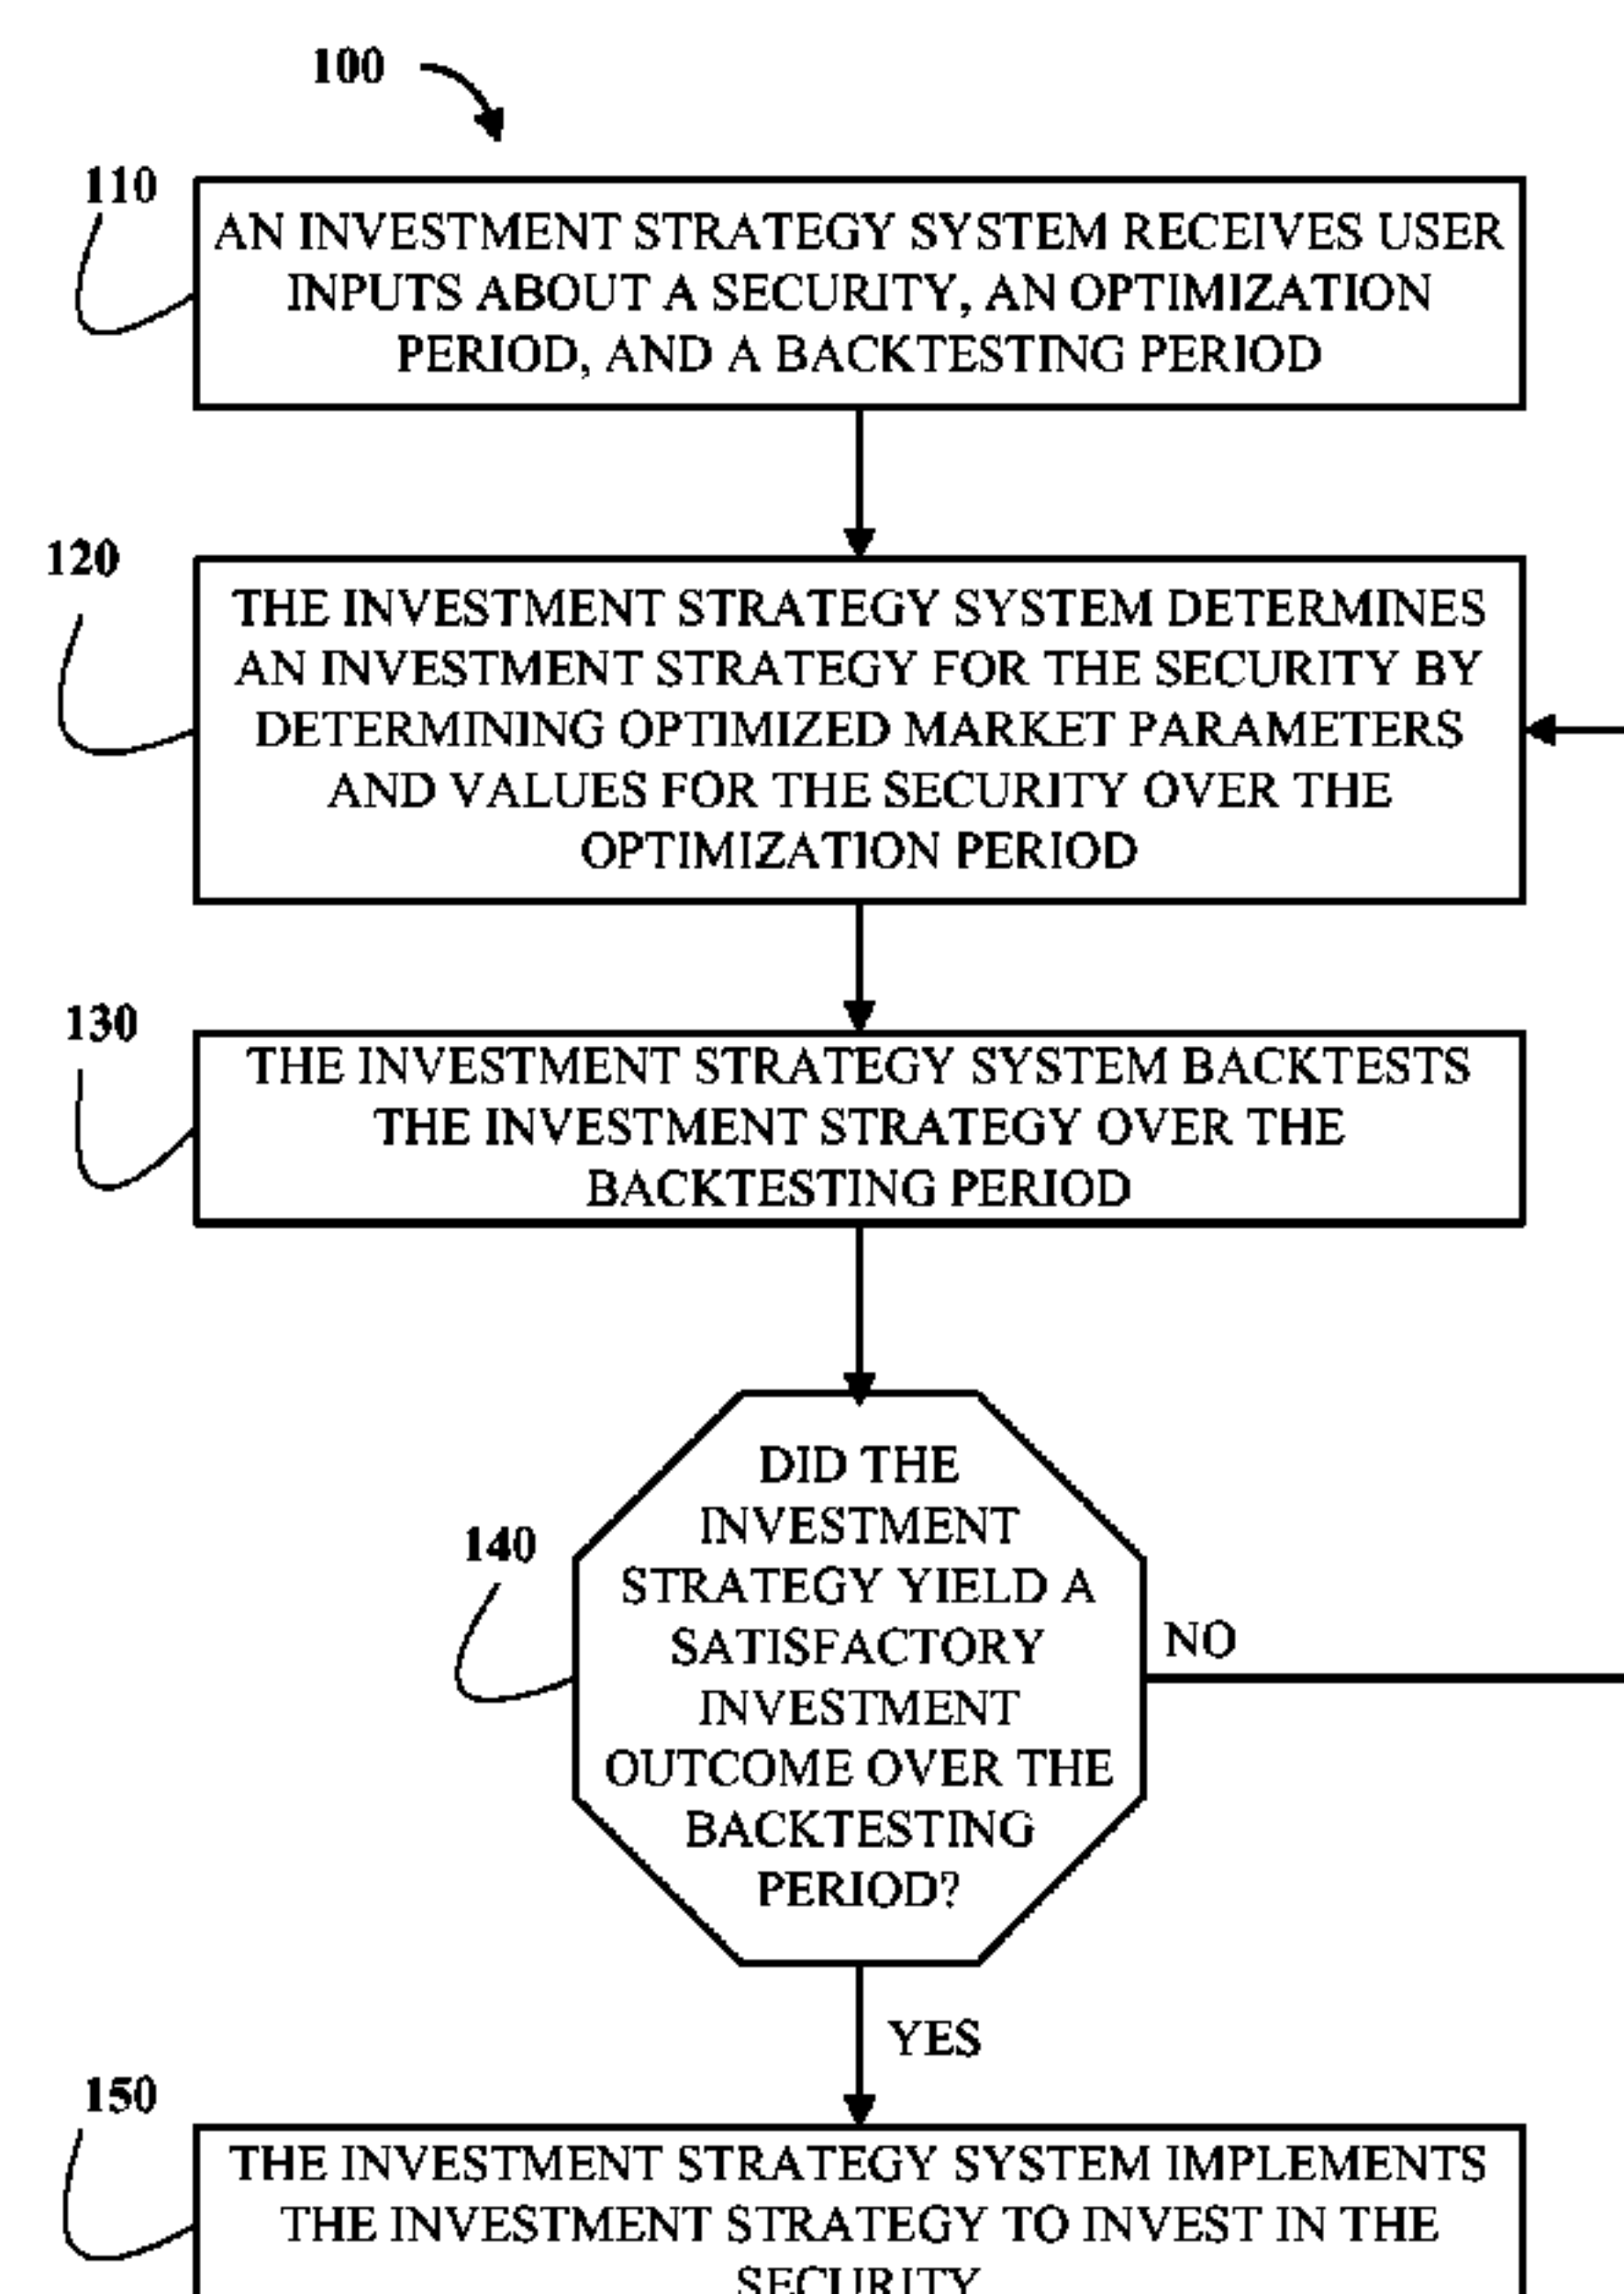 100
110
AN INVESTMENT STRATEGY SYSTEM RECEIVES USER
INPUTS ABOUT A SECURITY, AN OPTIMIZATION
PERIOD, AND A BACKTESTING PERIOD
120
THE INVESTMENT STRATEGY SYSTEM DETERMINES
AN INVESTMENT STRATEGY FOR THE SECURITY BY
DETERMINING OPTIMIZED MARKET PARAMETERS
AND VALUES FOR THE SECURITY OVER THE
OPTIMIZATION PERIOD
130
THE INVESTMENT STRATEGY SYSTEM BACKTESTS
THE INVESTMENT STRATEGY OVER THE
BACKTESTING PERIOD
140
DID THE
INVESTMENT
STRATEGY YIELD A
SATISFACTORY
INVESTMENT
OUTCOME OVER THE
BACKTESTING
PERIOD?
NO
YES
150
THE INVESTMENT STRATEGY SYSTEM IMPLEMENTS
THE INVESTMENT STRATEGY TO INVEST IN THE
SECURITY